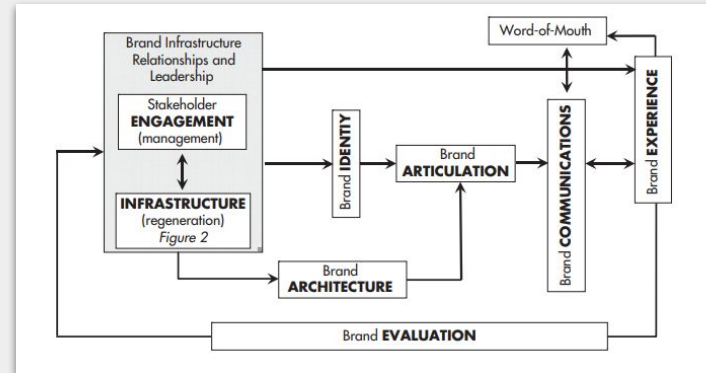 Brand Infrastructure
Relationships and
Leadership
Stakeholder
ENGAGEMENT
(management)
INFRASTRUCTURE
(regeneration)
Figure 2
Brand IDENTIY
Brand
ARCHITECTURE
Brand
ARTICULATION
Word-of-Mouth
Brand COMMUNICATIONS
Brand EXPERIENCE
Brand EVALUATION